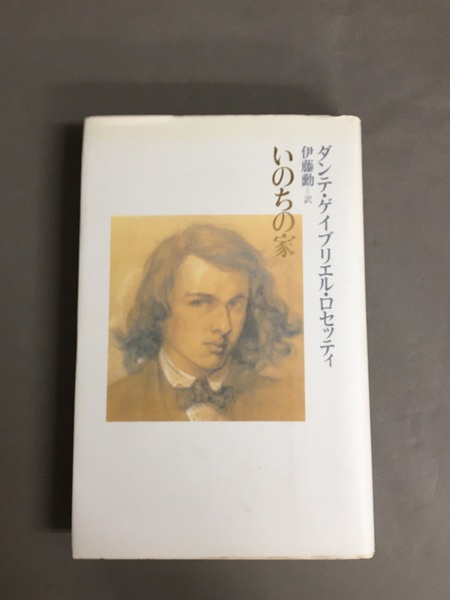 ダンテ・ゲイブリエル・ロセッティ
伊藤勳=訳
いのちの家